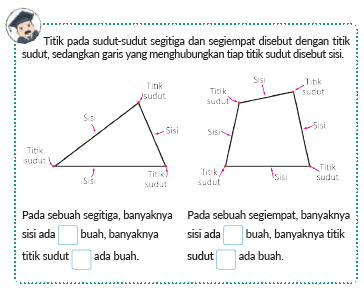 Titik pada sudut-sudut segitiga dan segiempat disebut dengan titik
sudut, sedangkan garis yang menghubungkan tiap titik sudut disebut sisi.
Titik
sudut
Sisi
Sisi
Titik
sudut
Sisi
Titik
sudut
Sisi
Titik
sudut
Titik
sudut
Sisi
Sisi
Titik
sudut
Sisi
Titik
sudut
Pada sebuah segitiga, banyaknya
sisi ada buah, banyaknya
titik sudut ada buah.
Pada sebuah segiempat, banyaknya
sisi ada buah, banyaknya titik
sudut ada buah.